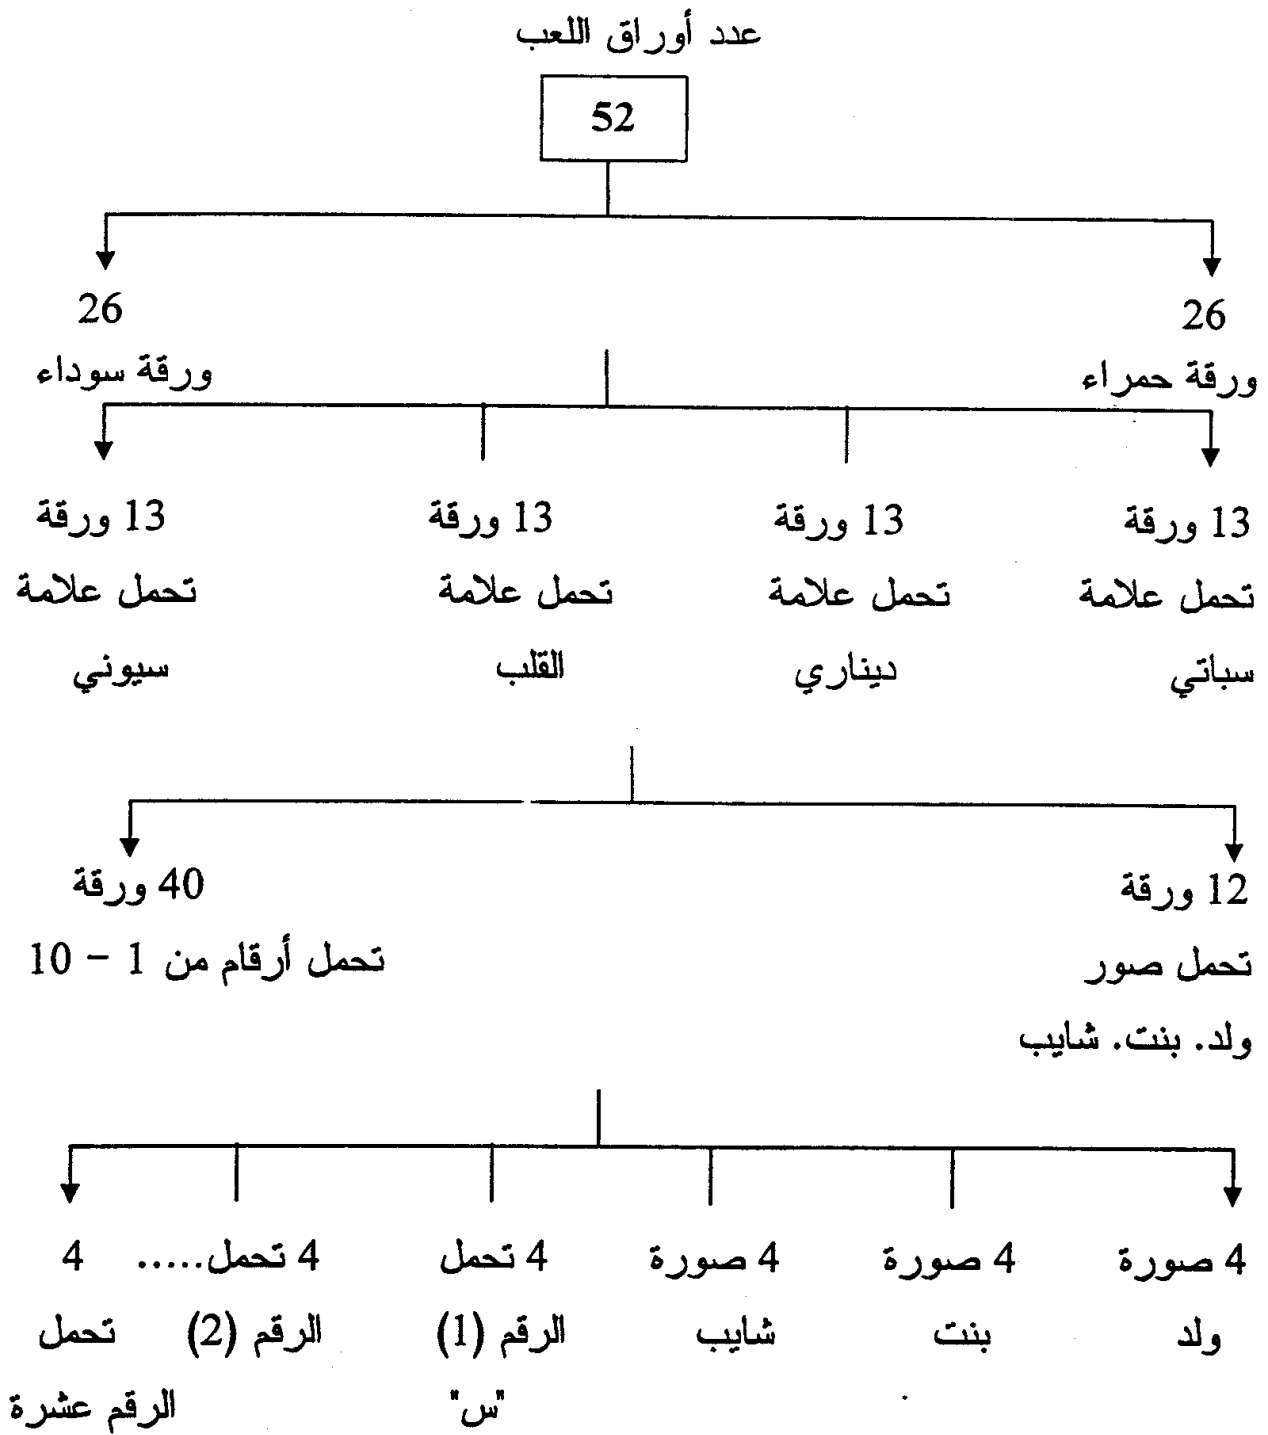 عدد أوراق اللعب
52
26 26
ورقة حمراء ورقة سوداء
13 ورقة 13 ورقة 13 ورقة 13 ورقة
تحمل علامة تحمل علامة تحمل علامة تحمل علامة
سباتي ديناري القلب سيوني
12 ورقة 40 ورقة
تحمل صور تحمل أرقام من 1 - 10
ولد. بنت. شايب
4 صورة 4 صورة 4 صورة 4 تحمل 4 تحمل..... 4
ولد بنت شايب الرقم (1) الرقم (2) تحمل
"س" الرقم عشرة